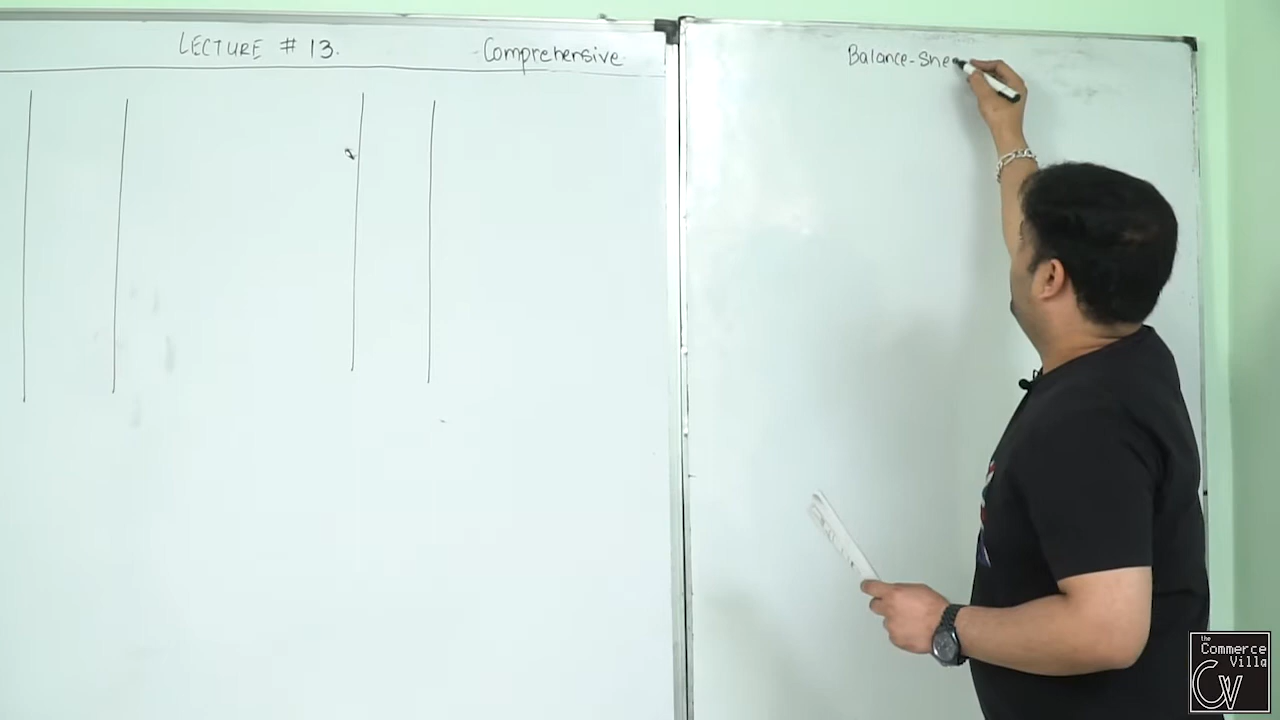 LECTURE # 13.
Comprehensive
Balance-She
the
Commerce
Villa
CV